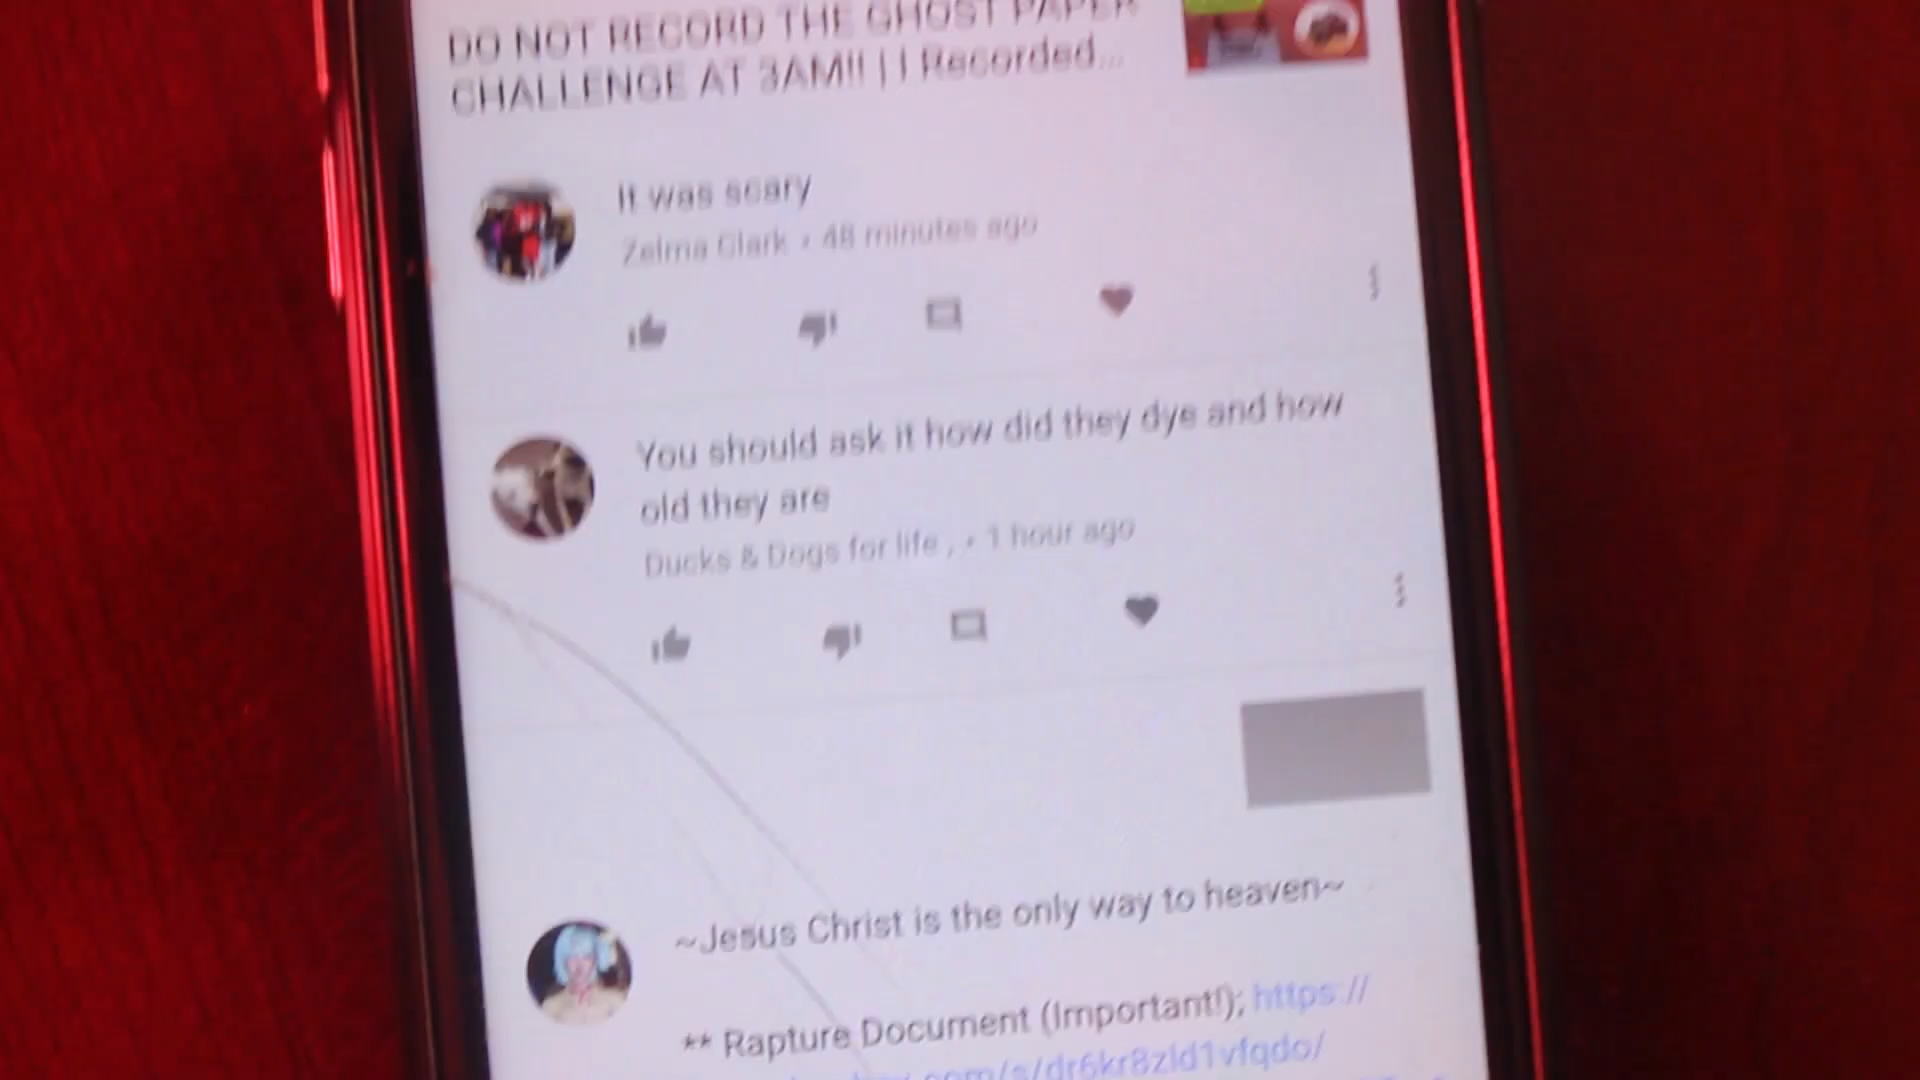 DO NOT RECORD THE GHOST PAPER
CHALLENGE AT 3AM!! | I Recorded...
It was scary
Zelma Clark • 48 minutes ago
You should ask it how did they dye and how
old they are
Ducks & Dogs for life , • 1 hour ago
~Jesus Christ is the only way to heaven~
** Rapture Document (Important!); https://
.com/s/dr6kr8zld1vfqdo/